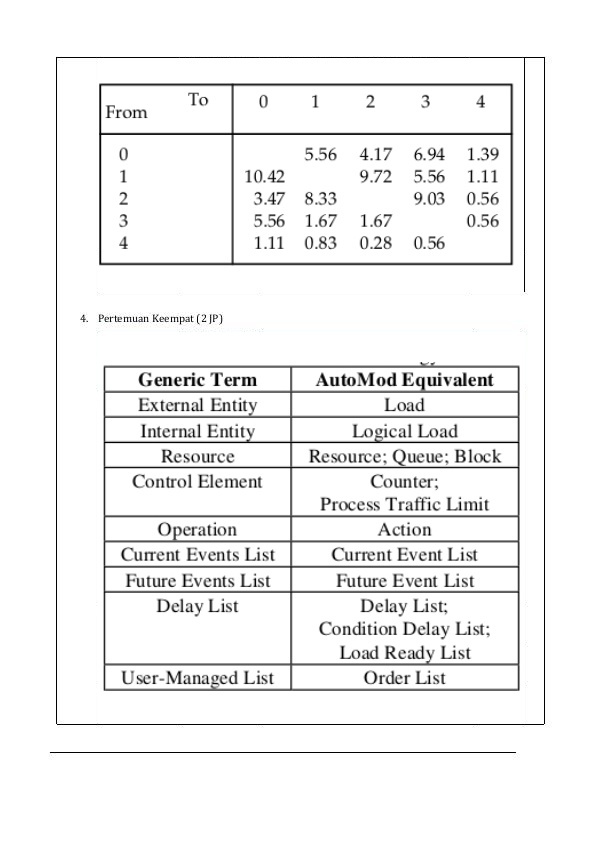 To
From 0 1 2 3 4
0 5.56 4.17 6.94 1.39
1 10.42 9.72 5.56 1.11
2 3.47 8.33 9.03 0.56
3 5.56 1.67 1.67 0.56
4 1.11 0.83 0.28 0.56
4. Pertemuan Keempat (2 JP)
Generic Term AutoMod Equivalent
External Entity Load
Internal Entity Logical Load
Resource Resource; Queue; Block
Control Element Counter;
Process Traffic Limit
Operation Action
Current Events List Current Event List
Future Events List Future Event List
Delay List Delay List;
Condition Delay List;
Load Ready List
User-Managed List Order List